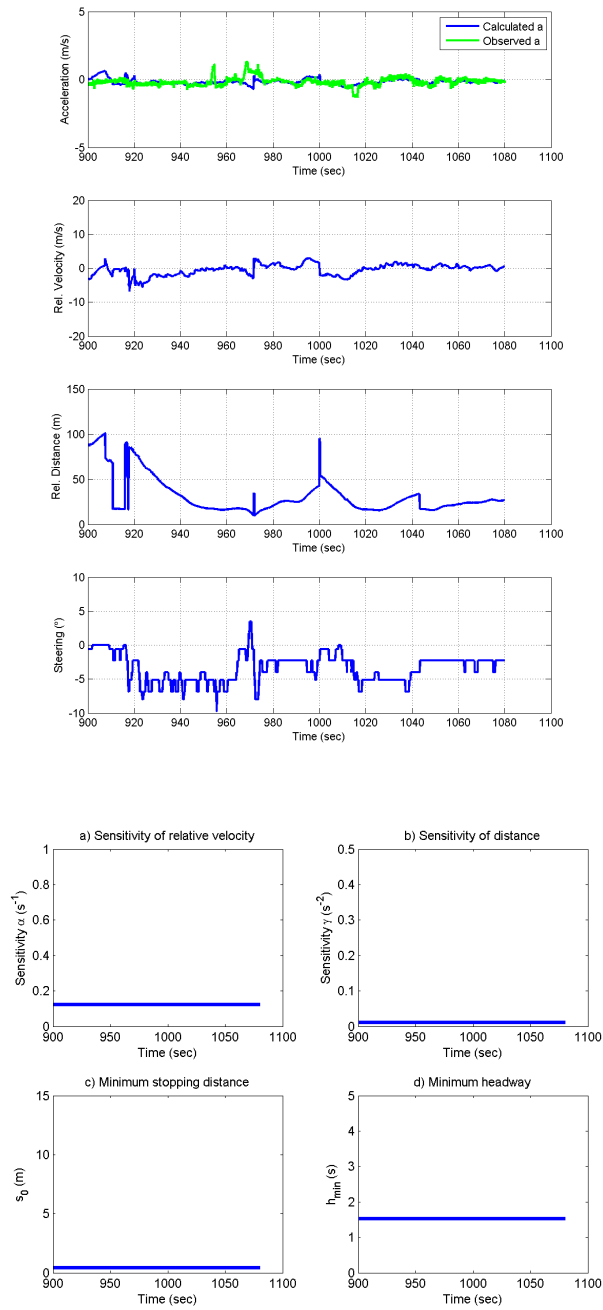 Calculated a
Observed a
Acceleration (m/s)
5
0
-5
900 920 940 960 980 1000 1020 1040 1060 1080 1100
Time (sec)
Rel. Velocity (m/s)
20
10
0
-10
-20
900 920 940 960 980 1000 1020 1040 1060 1080 1100
Time (sec)
Rel. Distance (m)
150
100
50
0
900 920 940 960 980 1000 1020 1040 1060 1080 1100
Time (sec)
Steering (°)
10
5
0
-5
-10
900 920 940 960 980 1000 1020 1040 1060 1080 1100
Time (sec)
a) Sensitivity of relative velocity
Sensitivity α (s⁻¹)
1
0.8
0.6
0.4
0.2
0
900 950 1000 1050 1100
Time (sec)
b) Sensitivity of distance
Sensitivity γ (s⁻²)
0.5
0.4
0.3
0.2
0.1
0
900 950 1000 1050 1100
Time (sec)
c) Minimum stopping distance
s₀ (m)
15
10
5
0
900 950 1000 1050 1100
Time (sec)
d) Minimum headway
h_min (s)
5
4
3
2
1
0
900 950 1000 1050 1100
Time (sec)